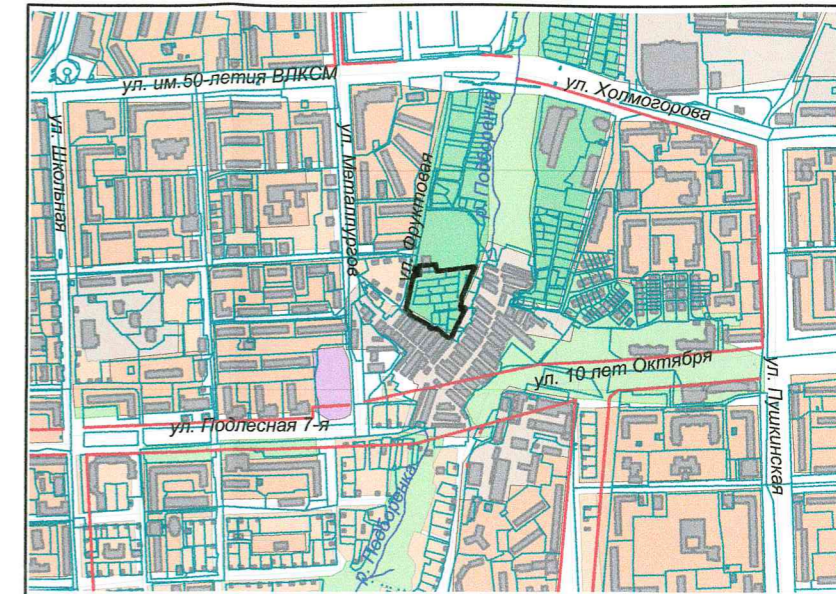 ул. им.50-летия ВЛКСМ
ул. Холмогорова
ул. Школьная
ул. Металлургов
ул. Фруктовая
р. Подборенка
ул. 10 лет Октября
ул. Пушкинская
ул. Подлесная 7-я
р. Подборенка